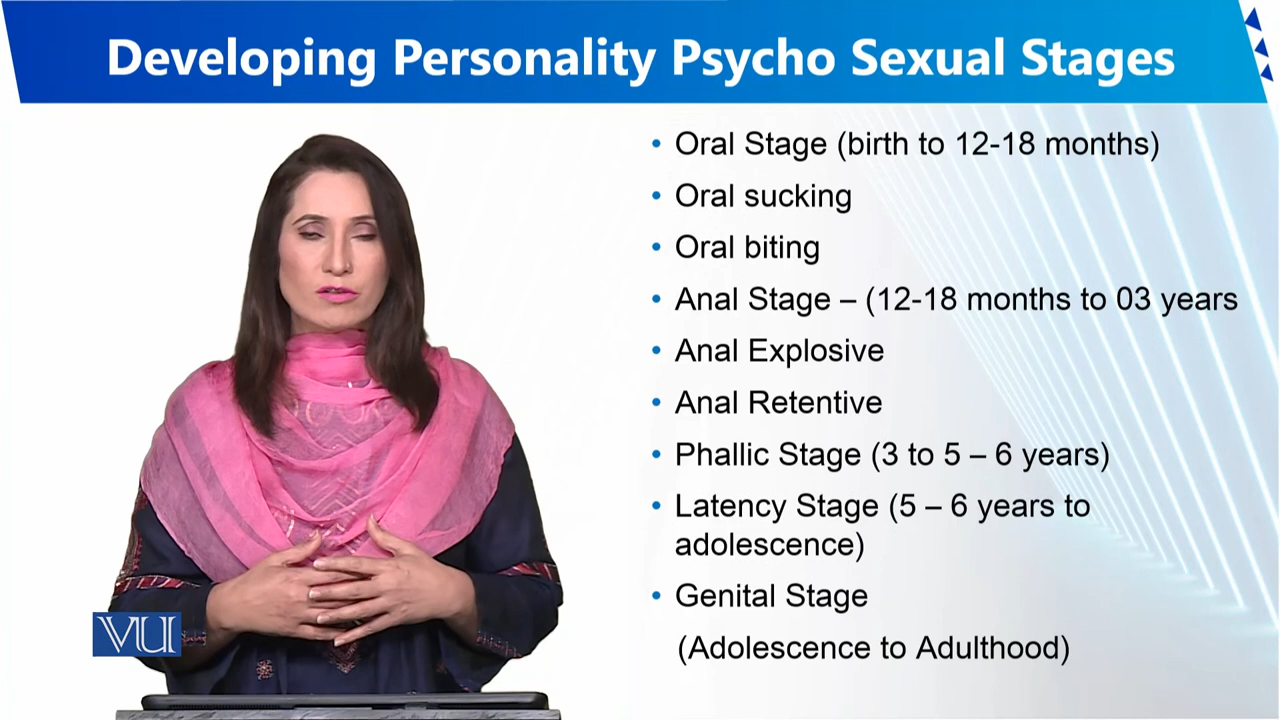 Developing Personality Psycho Sexual Stages
• Oral Stage (birth to 12-18 months)
• Oral sucking
• Oral biting
• Anal Stage – (12-18 months to 03 years
• Anal Explosive
• Anal Retentive
• Phallic Stage (3 to 5 – 6 years)
• Latency Stage (5 – 6 years to
adolescence)
• Genital Stage
(Adolescence to Adulthood)
VU